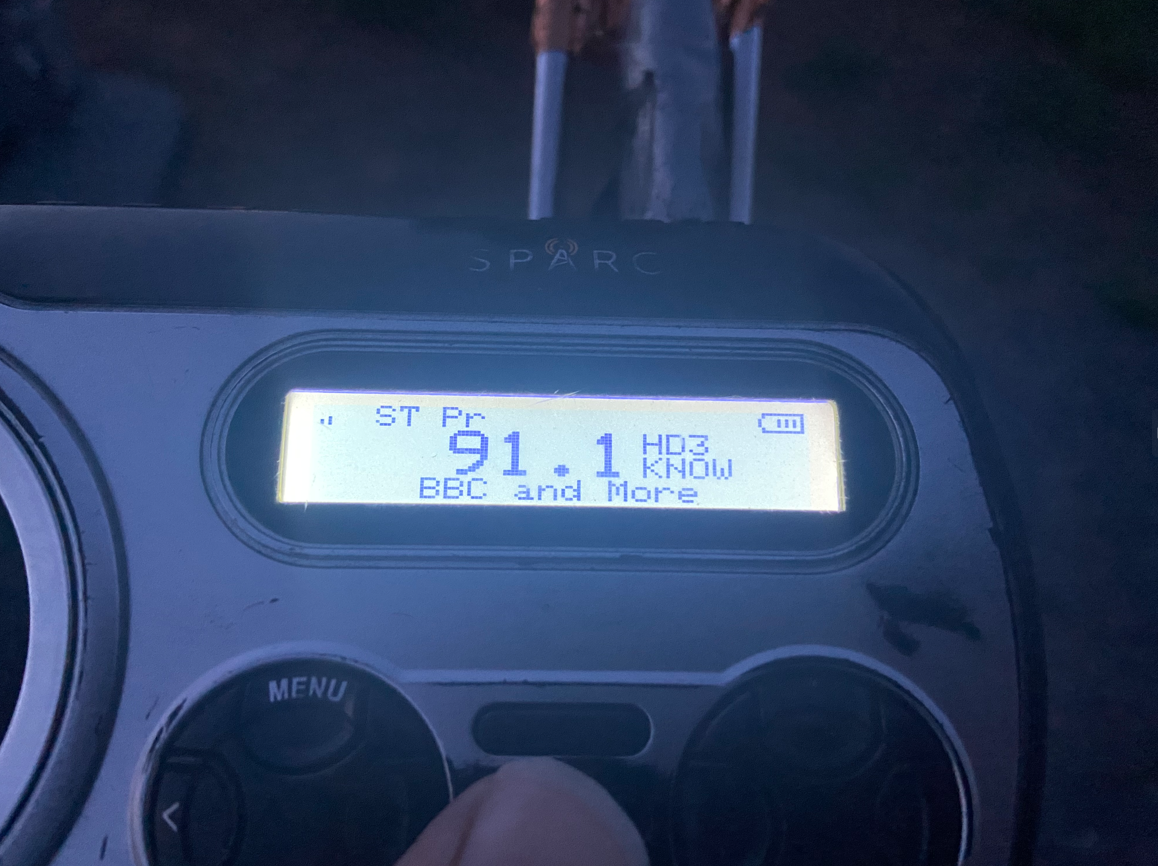 SPARC
ST Pr
91.1 HD3
KNOW
BBC and More
MENU
<